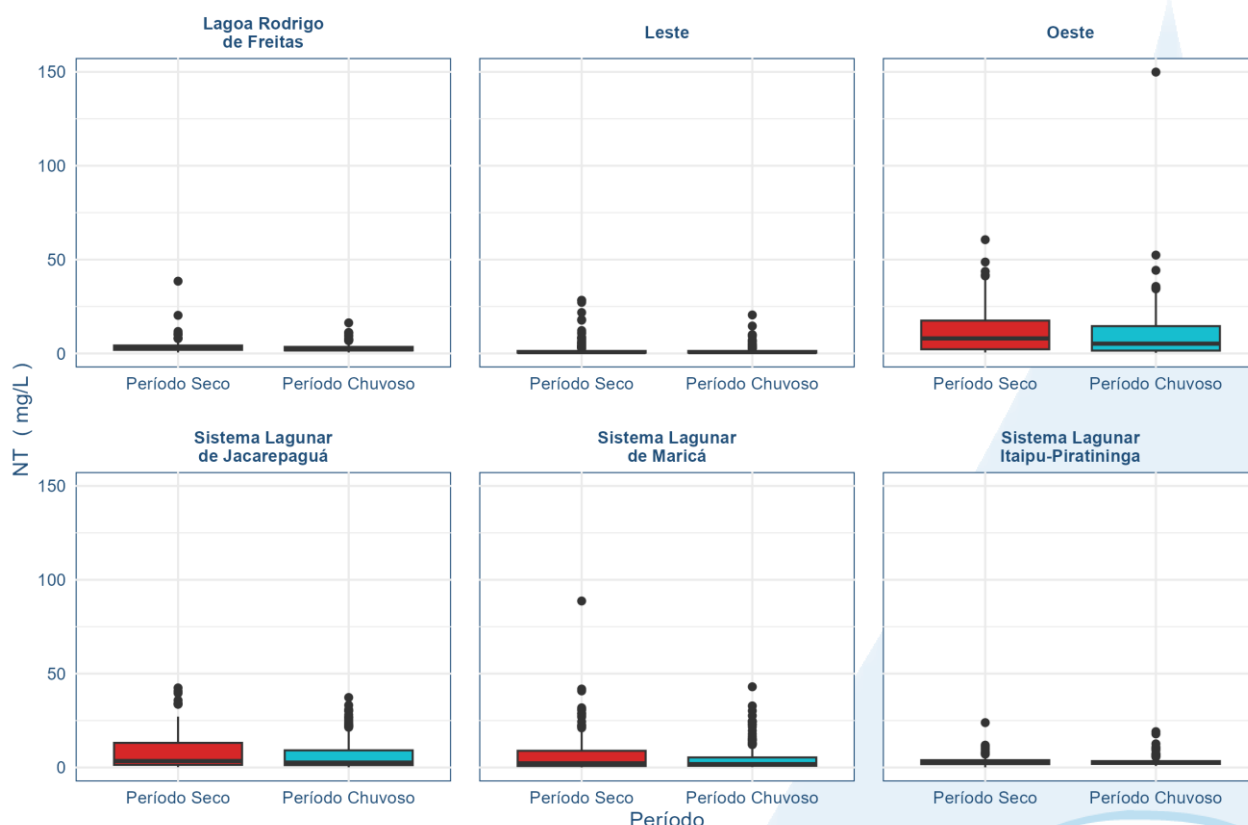 Lagoa Rodrigo
de Freitas
Leste
Oeste
150
100
50
0
Período Seco
Período Chuvoso
Período Seco
Período Chuvoso
Período Seco
Período Chuvoso
NT ( mg/L )
Sistema Lagunar
de Jacarepaguá
Sistema Lagunar
de Maricá
Sistema Lagunar
Itaipu-Piratininga
150
100
50
0
Período Seco
Período Chuvoso
Período Seco
Período Chuvoso
Período Seco
Período Chuvoso
Período